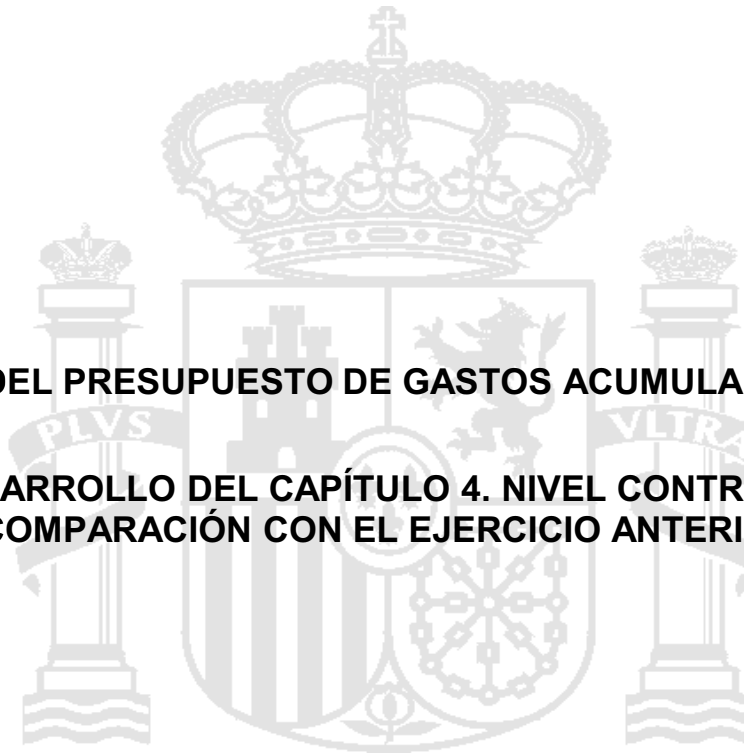 DEL PRESUPUESTO DE GASTOS ACUMULA
PLVS
VLTRA
ARROLLO DEL CAPÍTULO 4. NIVEL CONTR
COMPARACIÓN CON EL EJERCICIO ANTERI